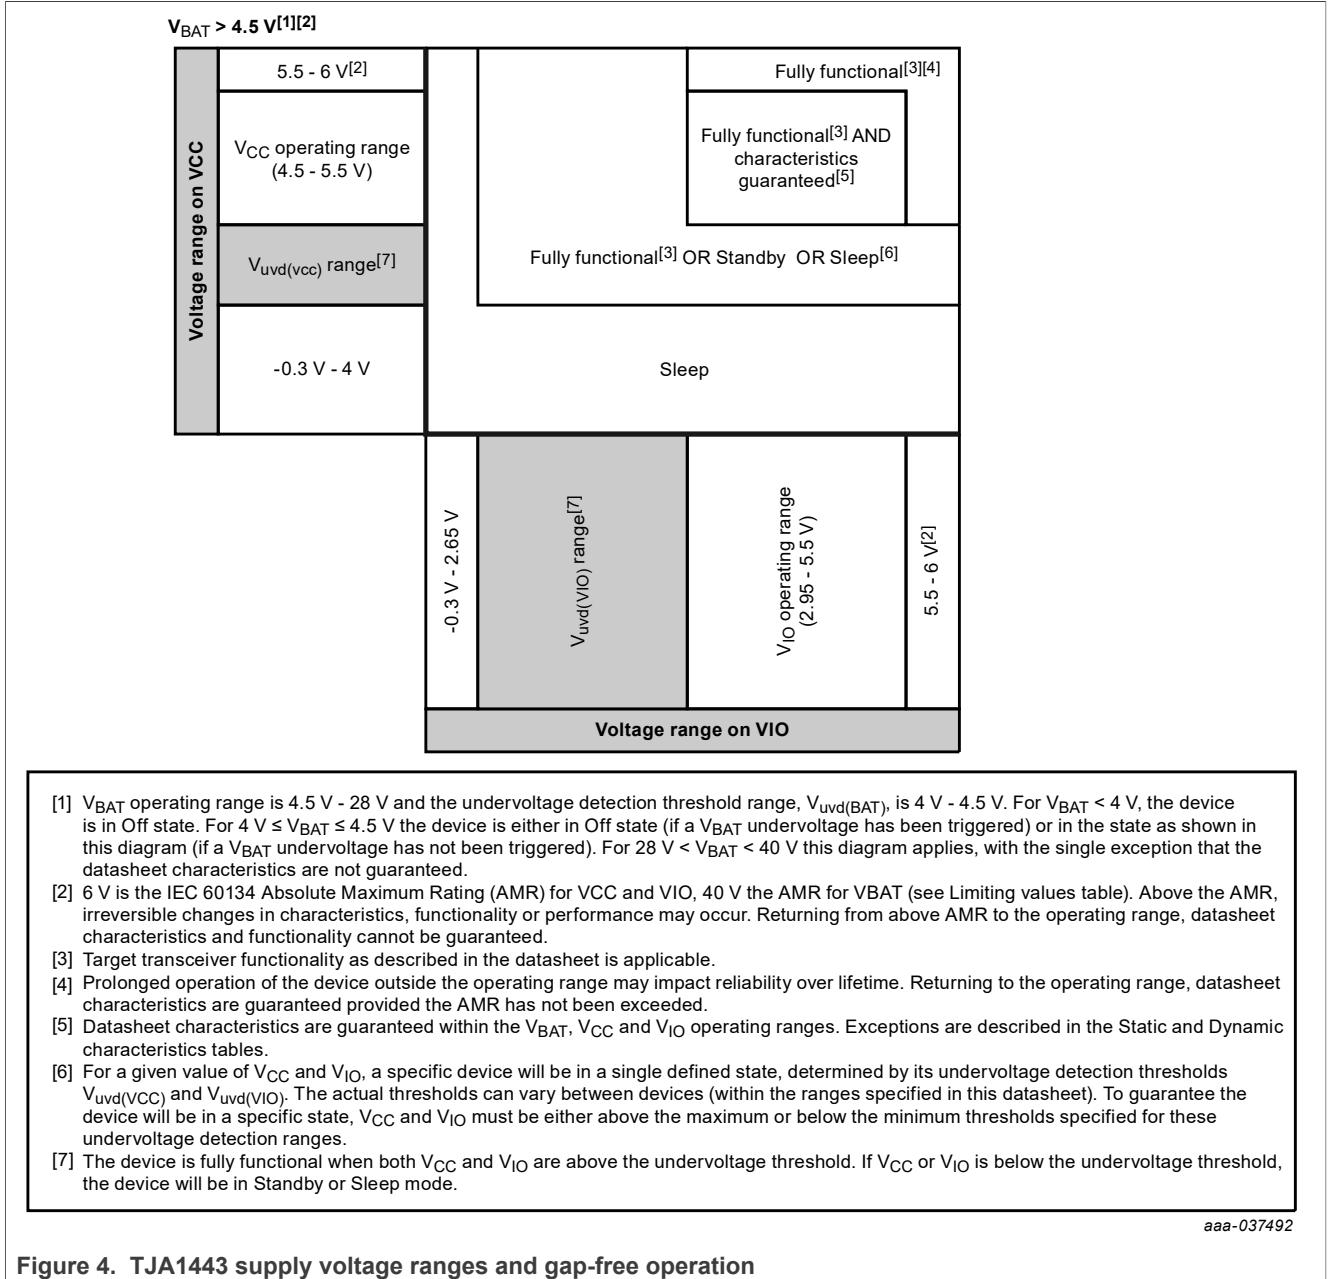 VBAT > 4.5 V[1][2]
Voltage range on VCC
5.5 - 6 V[2]
VCC operating range
(4.5 - 5.5 V)
Vuvd(vcc) range[7]
-0.3 V - 4 V
Fully functional[3][4]
Fully functional[3] AND
characteristics
guaranteed[5]
Fully functional[3] OR Standby OR Sleep[6]
Sleep
-0.3 V - 2.65 V
Vuvd(VIO) range[7]
VIO operating range
(2.95 - 5.5 V)
5.5 - 6 V[2]
Voltage range on VIO
[1] VBAT operating range is 4.5 V - 28 V and the undervoltage detection threshold range, Vuvd(BAT), is 4 V - 4.5 V. For VBAT < 4 V, the device
is in Off state. For 4 V ≤ VBAT ≤ 4.5 V the device is either in Off state (if a VBAT undervoltage has been triggered) or in the state as shown in
this diagram (if a VBAT undervoltage has not been triggered). For 28 V < VBAT < 40 V this diagram applies, with the single exception that the
datasheet characteristics are not guaranteed.
[2] 6 V is the IEC 60134 Absolute Maximum Rating (AMR) for VCC and VIO, 40 V the AMR for VBAT (see Limiting values table). Above the AMR,
irreversible changes in characteristics, functionality or performance may occur. Returning from above AMR to the operating range, datasheet
characteristics and functionality cannot be guaranteed.
[3] Target transceiver functionality as described in the datasheet is applicable.
[4] Prolonged operation of the device outside the operating range may impact reliability over lifetime. Returning to the operating range, datasheet
characteristics are guaranteed provided the AMR has not been exceeded.
[5] Datasheet characteristics are guaranteed within the VBAT, VCC and VIO operating ranges. Exceptions are described in the Static and Dynamic
characteristics tables.
[6] For a given value of VCC and VIO, a specific device will be in a single defined state, determined by its undervoltage detection thresholds
Vuvd(VCC) and Vuvd(VIO). The actual thresholds can vary between devices (within the ranges specified in this datasheet). To guarantee the
device will be in a specific state, VCC and VIO must be either above the maximum or below the minimum thresholds specified for these
undervoltage detection ranges.
[7] The device is fully functional when both VCC and VIO are above the undervoltage threshold. If VCC or VIO is below the undervoltage threshold,
the device will be in Standby or Sleep mode.
aaa-037492
Figure 4. TJA1443 supply voltage ranges and gap-free operation